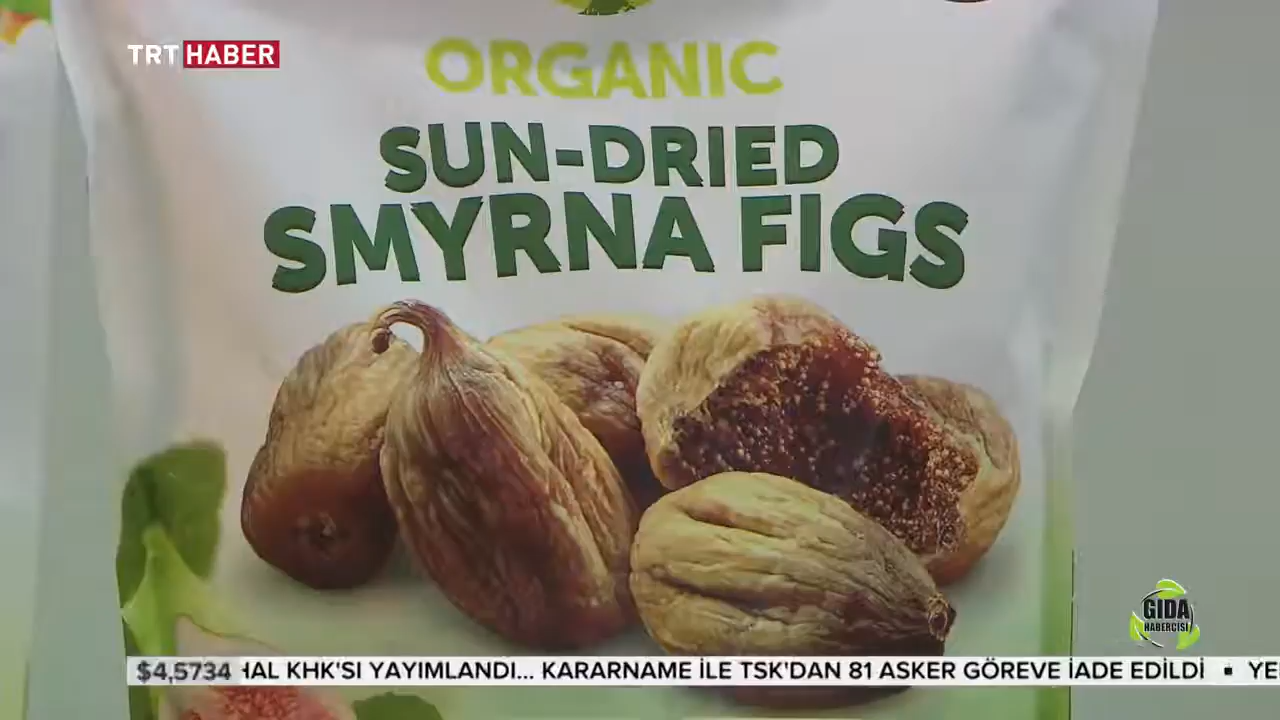 TRT HABER
ORGANIC
SUN-DRIED
SMYRNA FIGS
GIDA
HABERCİSİ
$4,5734 HAL KHK'SI YAYIMLANDI... KARARNAME İLE TSK'DAN 81 ASKER GÖREVE İADE EDİLDİ ▪